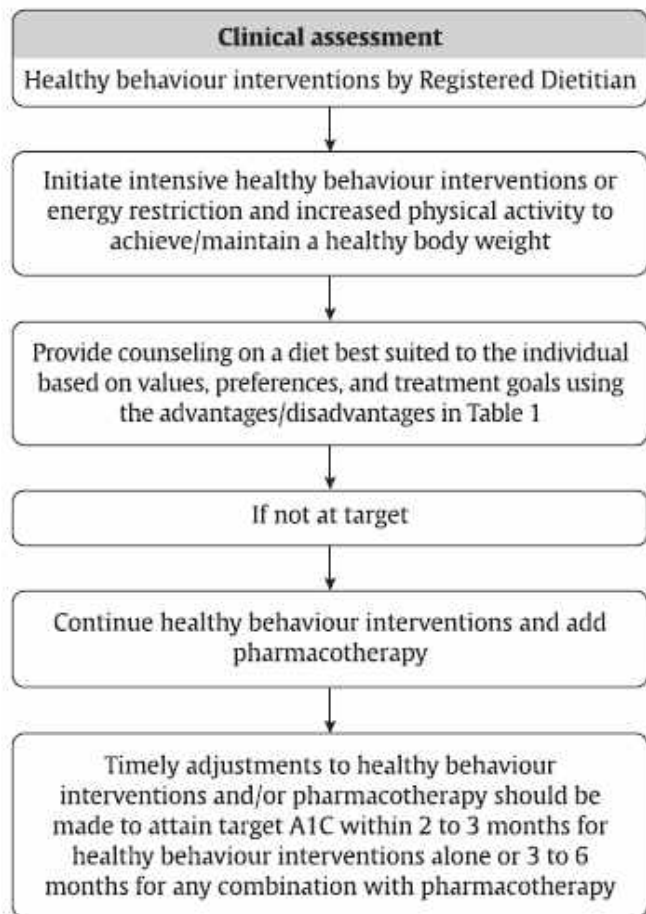 Clinical assessment
Healthy behaviour interventions by Registered Dietitian
Initiate intensive healthy behaviour interventions or
energy restriction and increased physical activity to
achieve/maintain a healthy body weight
Provide counseling on a diet best suited to the individual
based on values, preferences, and treatment goals using
the advantages/disadvantages in Table 1
If not at target
Continue healthy behaviour interventions and add
pharmacotherapy
Timely adjustments to healthy behaviour
interventions and/or pharmacotherapy should be
made to attain target A1C within 2 to 3 months for
healthy behaviour interventions alone or 3 to 6
months for any combination with pharmacotherapy